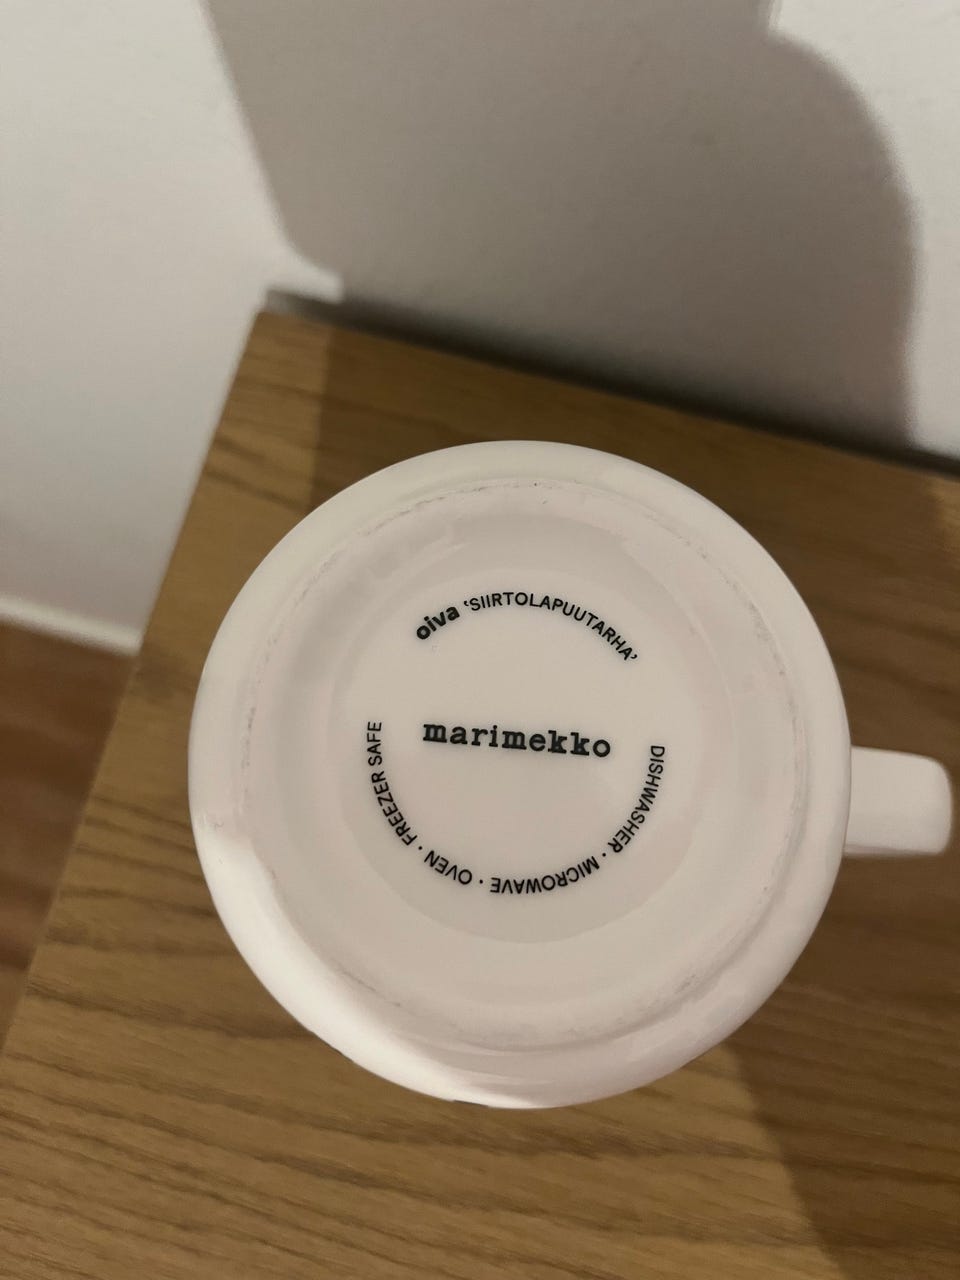 oiva ‛SIIRTOLAPUUTARHA’
marimekko
DISHWASHER · MICROWAVE · OVEN · FREEZER SAFE